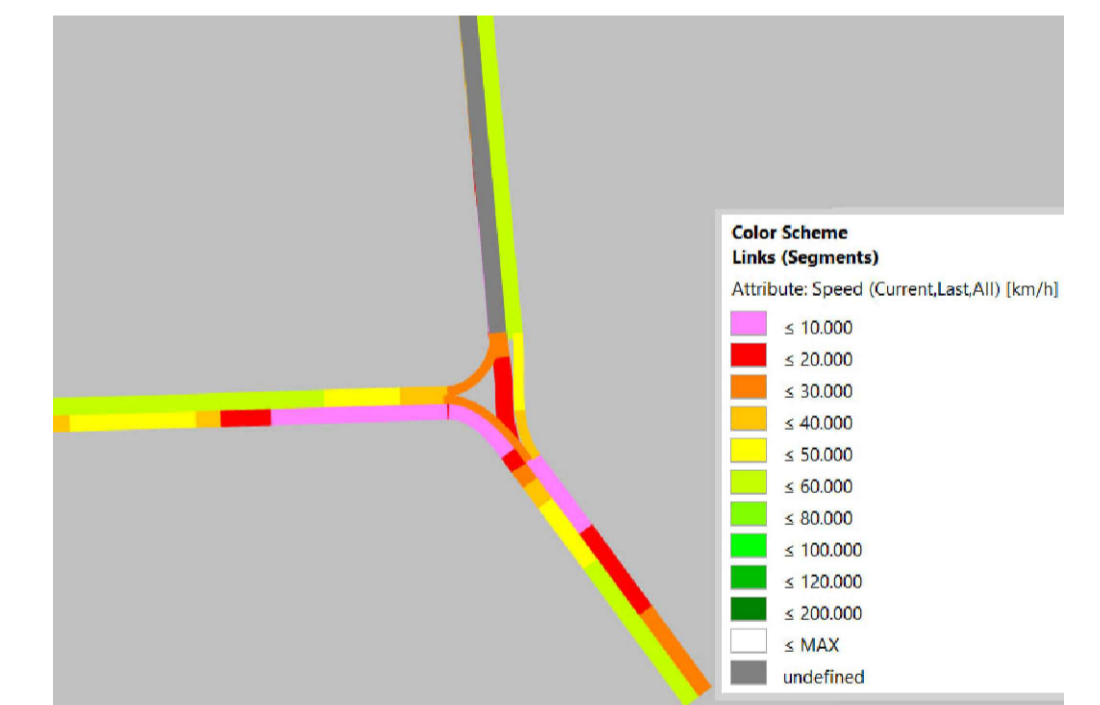 Color Scheme
Links (Segments)
Attribute: Speed (Current,Last,All) [km/h]
≤ 10.000
≤ 20.000
≤ 30.000
≤ 40.000
≤ 50.000
≤ 60.000
≤ 80.000
≤ 100.000
≤ 120.000
≤ 200.000
≤ MAX
undefined